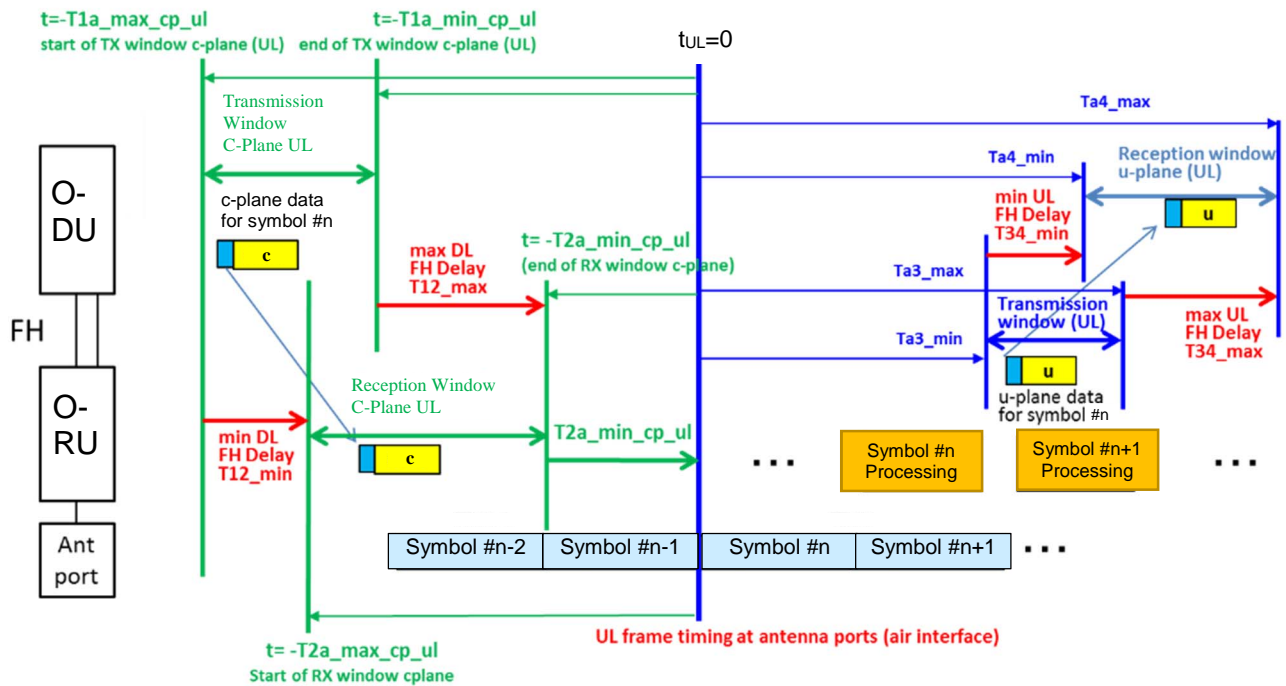 t=-T1a_max_cp_ul
start of TX window c-plane (UL)
t=-T1a_min_cp_ul
end of TX window c-plane (UL)
tUL=0
Transmission
Window
C-Plane UL
O-
DU
c-plane data
for symbol #n
c
max DL
FH Delay
T12_max
t= -T2a_min_cp_ul
(end of RX window c-plane)
Ta4_max
Ta4_min
Reception window
u-plane (UL)
min UL
FH Delay
T34_min
u
Ta3_max
Transmission
window (UL)
Ta3_min
max UL
FH Delay
T34_max
u
u-plane data
for symbol #n
FH
O-
RU
Reception Window
C-Plane UL
min DL
FH Delay
T12_min
c
T2a_min_cp_ul
...
Symbol #n
Processing
Symbol #n+1
Processing
...
Ant
port
Symbol #n-2
Symbol #n-1
Symbol #n
Symbol #n+1
...
UL frame timing at antenna ports (air interface)
t= -T2a_max_cp_ul
Start of RX window cplane